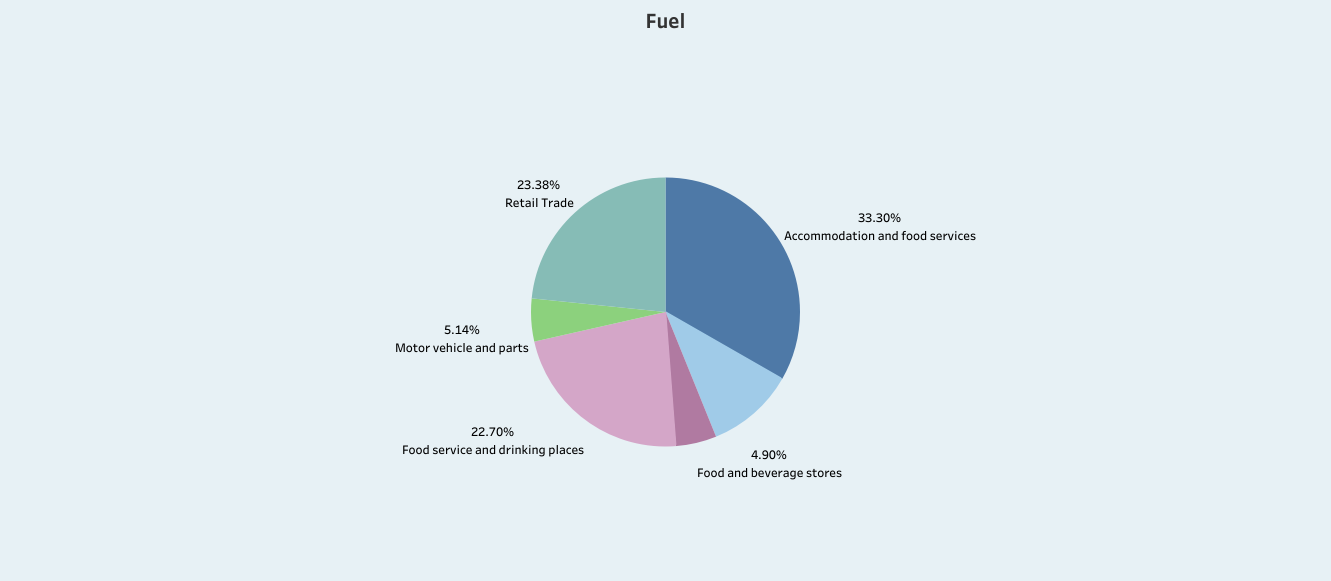 Fuel
23.38%
Retail Trade
33.30%
Accommodation and food services
5.14%
Motor vehicle and parts
22.70%
Food service and drinking places
4.90%
Food and beverage stores